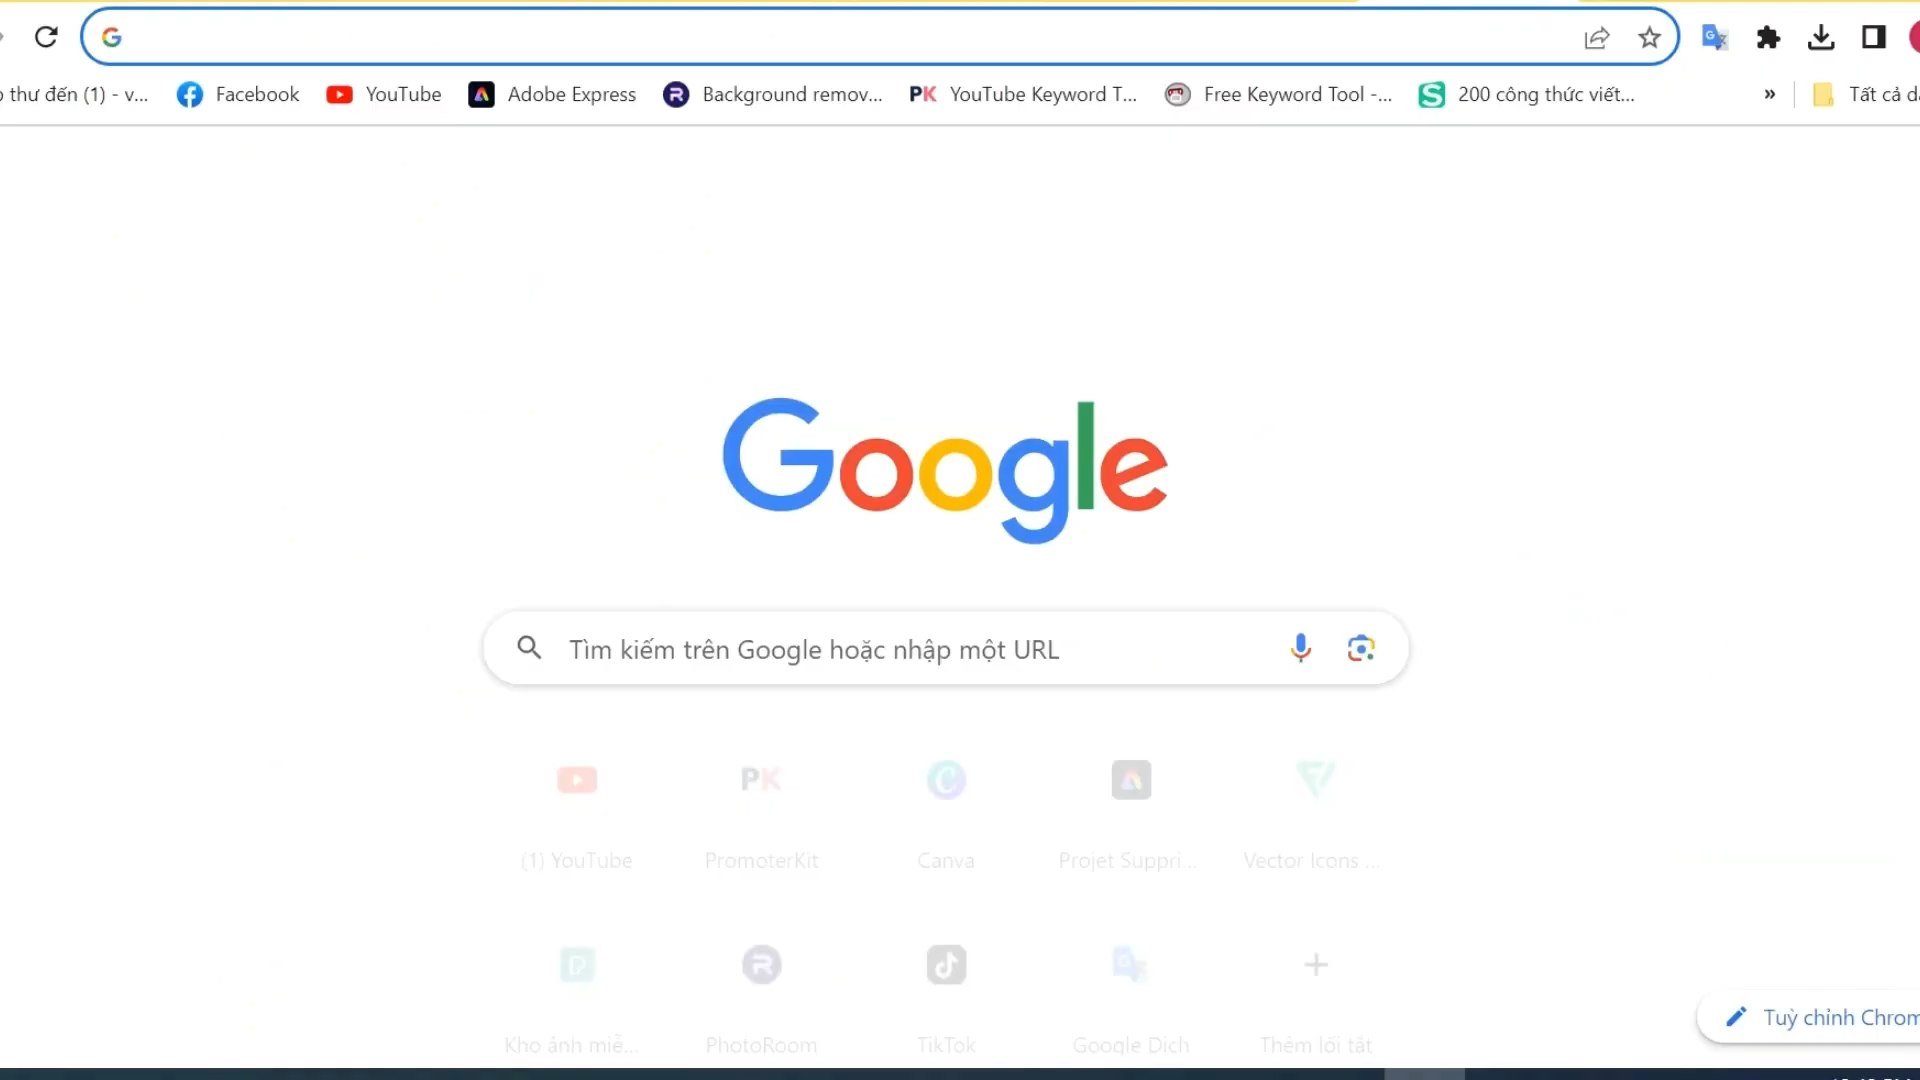 thư đến (1) - v...
Facebook
YouTube
Adobe Express
Background remov...
PK YouTube Keyword T...
Free Keyword Tool -...
S 200 công thức viết...
»
Tất cả
Google
Tìm kiếm trên Google hoặc nhập một URL
PK
(1) YouTube
PromoterKit
Canva
Projet Suppri...
Vector Icons ...
Kho ảnh miễ...
PhotoRoom
TikTok
Google Dịch
Thêm lối tắt
Tuỳ chỉnh Chrom